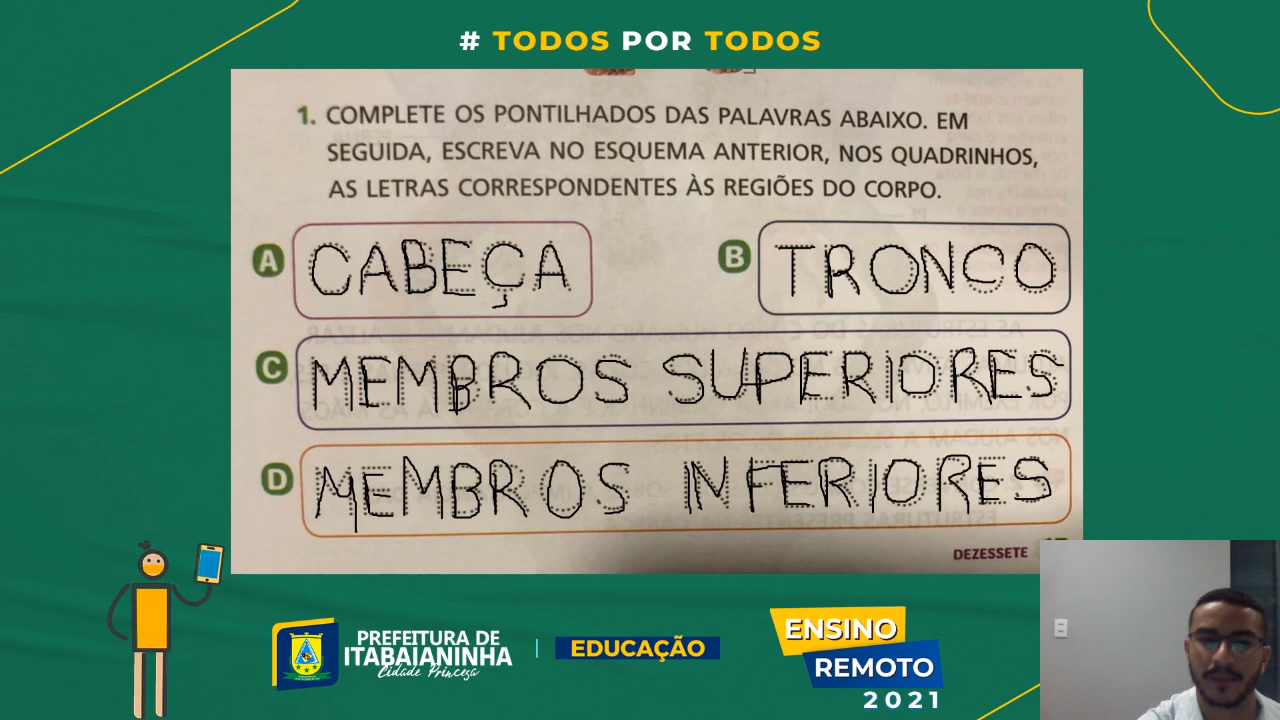 # TODOS POR TODOS
1. COMPLETE OS PONTILHADOS DAS PALAVRAS ABAIXO. EM
SEGUIDA, ESCREVA NO ESQUEMA ANTERIOR, NOS QUADRINHOS,
AS LETRAS CORRESPONDENTES ÀS REGIÕES DO CORPO.
A CABEÇA B TRONCO
C MEMBROS SUPERIORES
D MEMBROS INFERIORES
DEZESSETE
PREFEITURA DE
ITABAIANINHA
Cidade Princesa
EDUCAÇÃO
ENSINO
REMOTO
2021